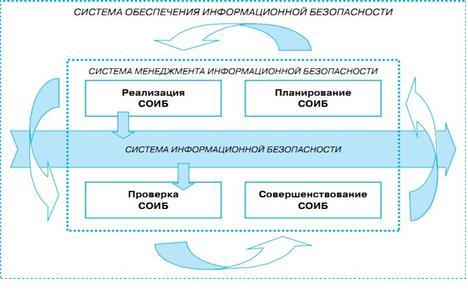 СИСТЕМА ОБЕСПЕЧЕНИЯ ИНФОРМАЦИОННОЙ БЕЗОПАСНОСТИ
СИСТЕМА МЕНЕДЖМЕНТА ИНФОРМАЦИОННОЙ БЕЗОПАСНОСТИ
Реализация
СОИБ
Планирование
СОИБ
СИСТЕМА ИНФОРМАЦИОННОЙ БЕЗОПАСНОСТИ
Проверка
СОИБ
Совершенствование
СОИБ